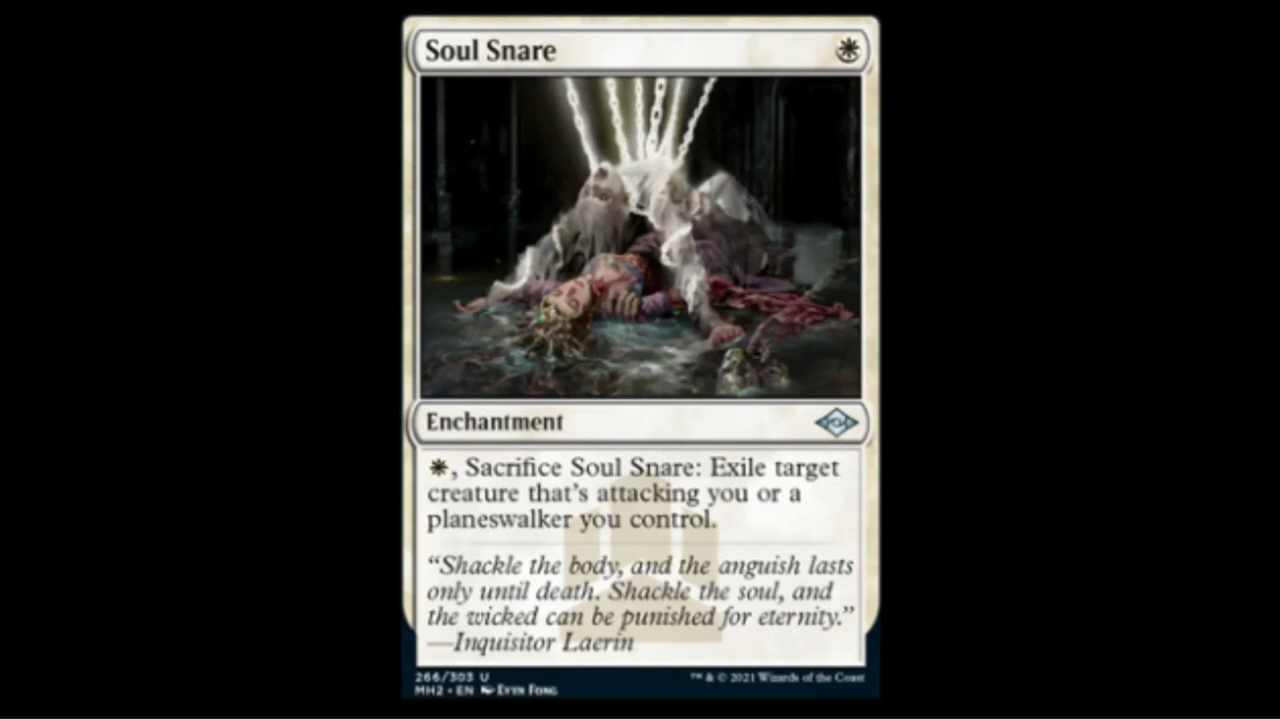 Soul Snare
Enchantment
, Sacrifice Soul Snare: Exile target
creature that's attacking you or a
planeswalker you control.
"Shackle the body, and the anguish lasts
only until death. Shackle the soul, and
the wicked can be punished for eternity."
—Inquisitor Laerin
266/303 U
MH2 • EN Evyn Fong
™ & © 2021 Wizards of the Coast